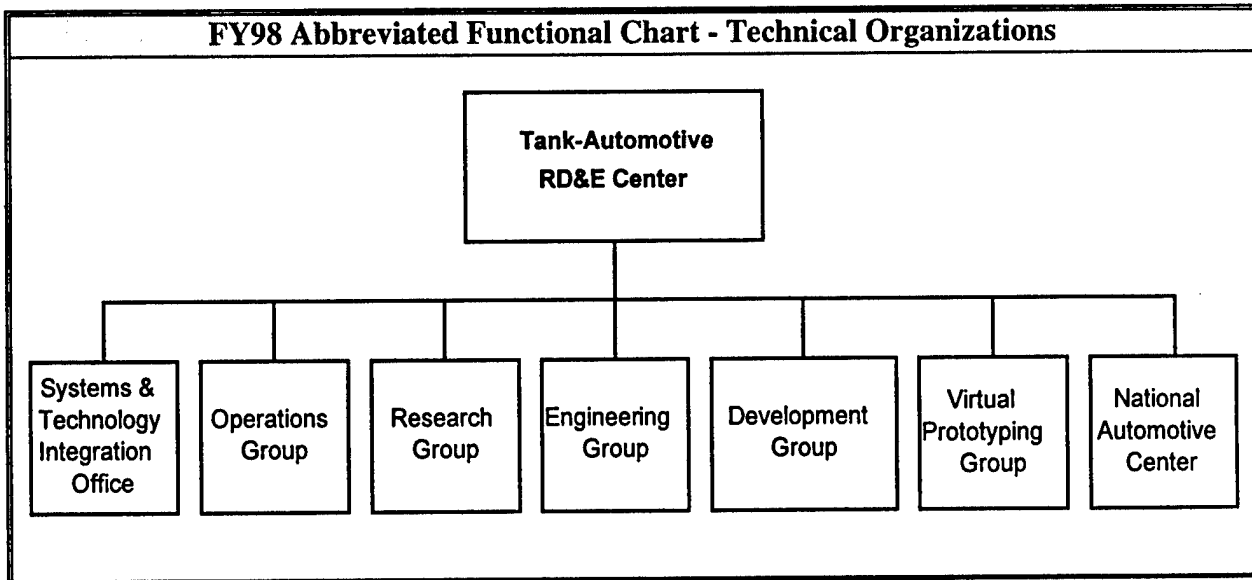 FY98 Abbreviated Functional Chart - Technical Organizations
Tank-Automotive
RD&E Center
Systems &
Technology
Integration
Office
Operations
Group
Research
Group
Engineering
Group
Development
Group
Virtual
Prototyping
Group
National
Automotive
Center